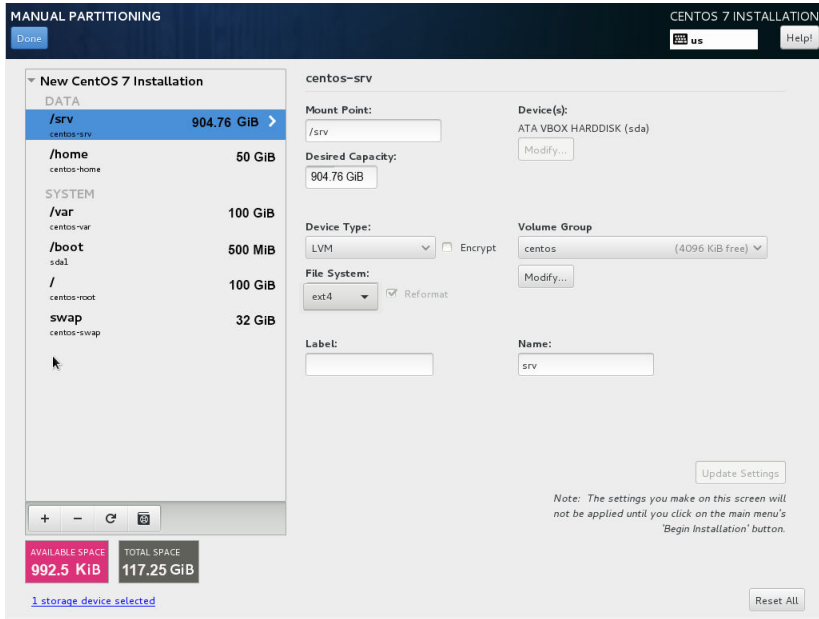 MANUAL PARTITIONING
CENTOS 7 INSTALLATION
Done
us
Help!
New CentOS 7 Installation
DATA
/srv 904.76 GiB
centos-srv
/home 50 GiB
centos-home
SYSTEM
/var 100 GiB
centos-var
/boot 500 MiB
sda1
/ 100 GiB
centos-root
swap 32 GiB
centos-swap
+ -
AVAILABLE SPACE
992.5 KiB
TOTAL SPACE
117.25 GiB
1 storage device selected
centos-srv
Mount Point:
/srv
Device(s):
ATA VBOX HARDDISK (sda)
Modify...
Desired Capacity:
904.76 GiB
Device Type:
LVM
Encrypt
Volume Group
centos (4096 KiB free)
File System:
ext4
Reformat
Modify...
Label:
Name:
srv
Update Settings
Note: The settings you make on this screen will
not be applied until you click on the main menu's
'Begin Installation' button.
Reset All